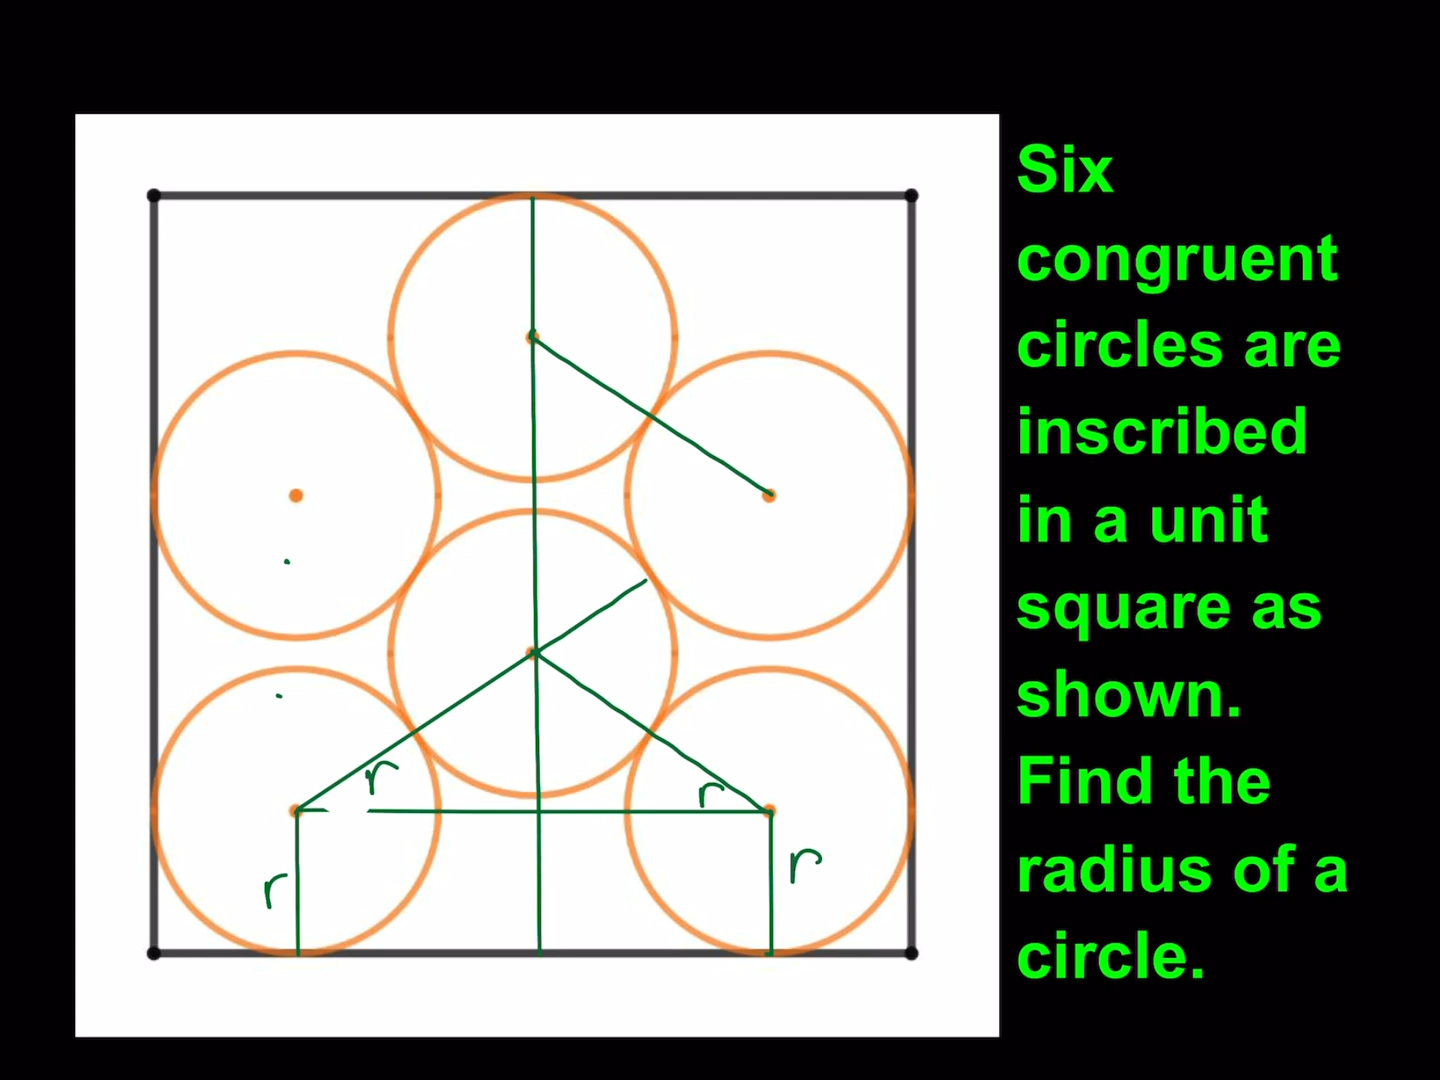 Six
congruent
circles are
inscribed
in a unit
square as
shown.
Find the
radius of a
circle.
r
r
r
r